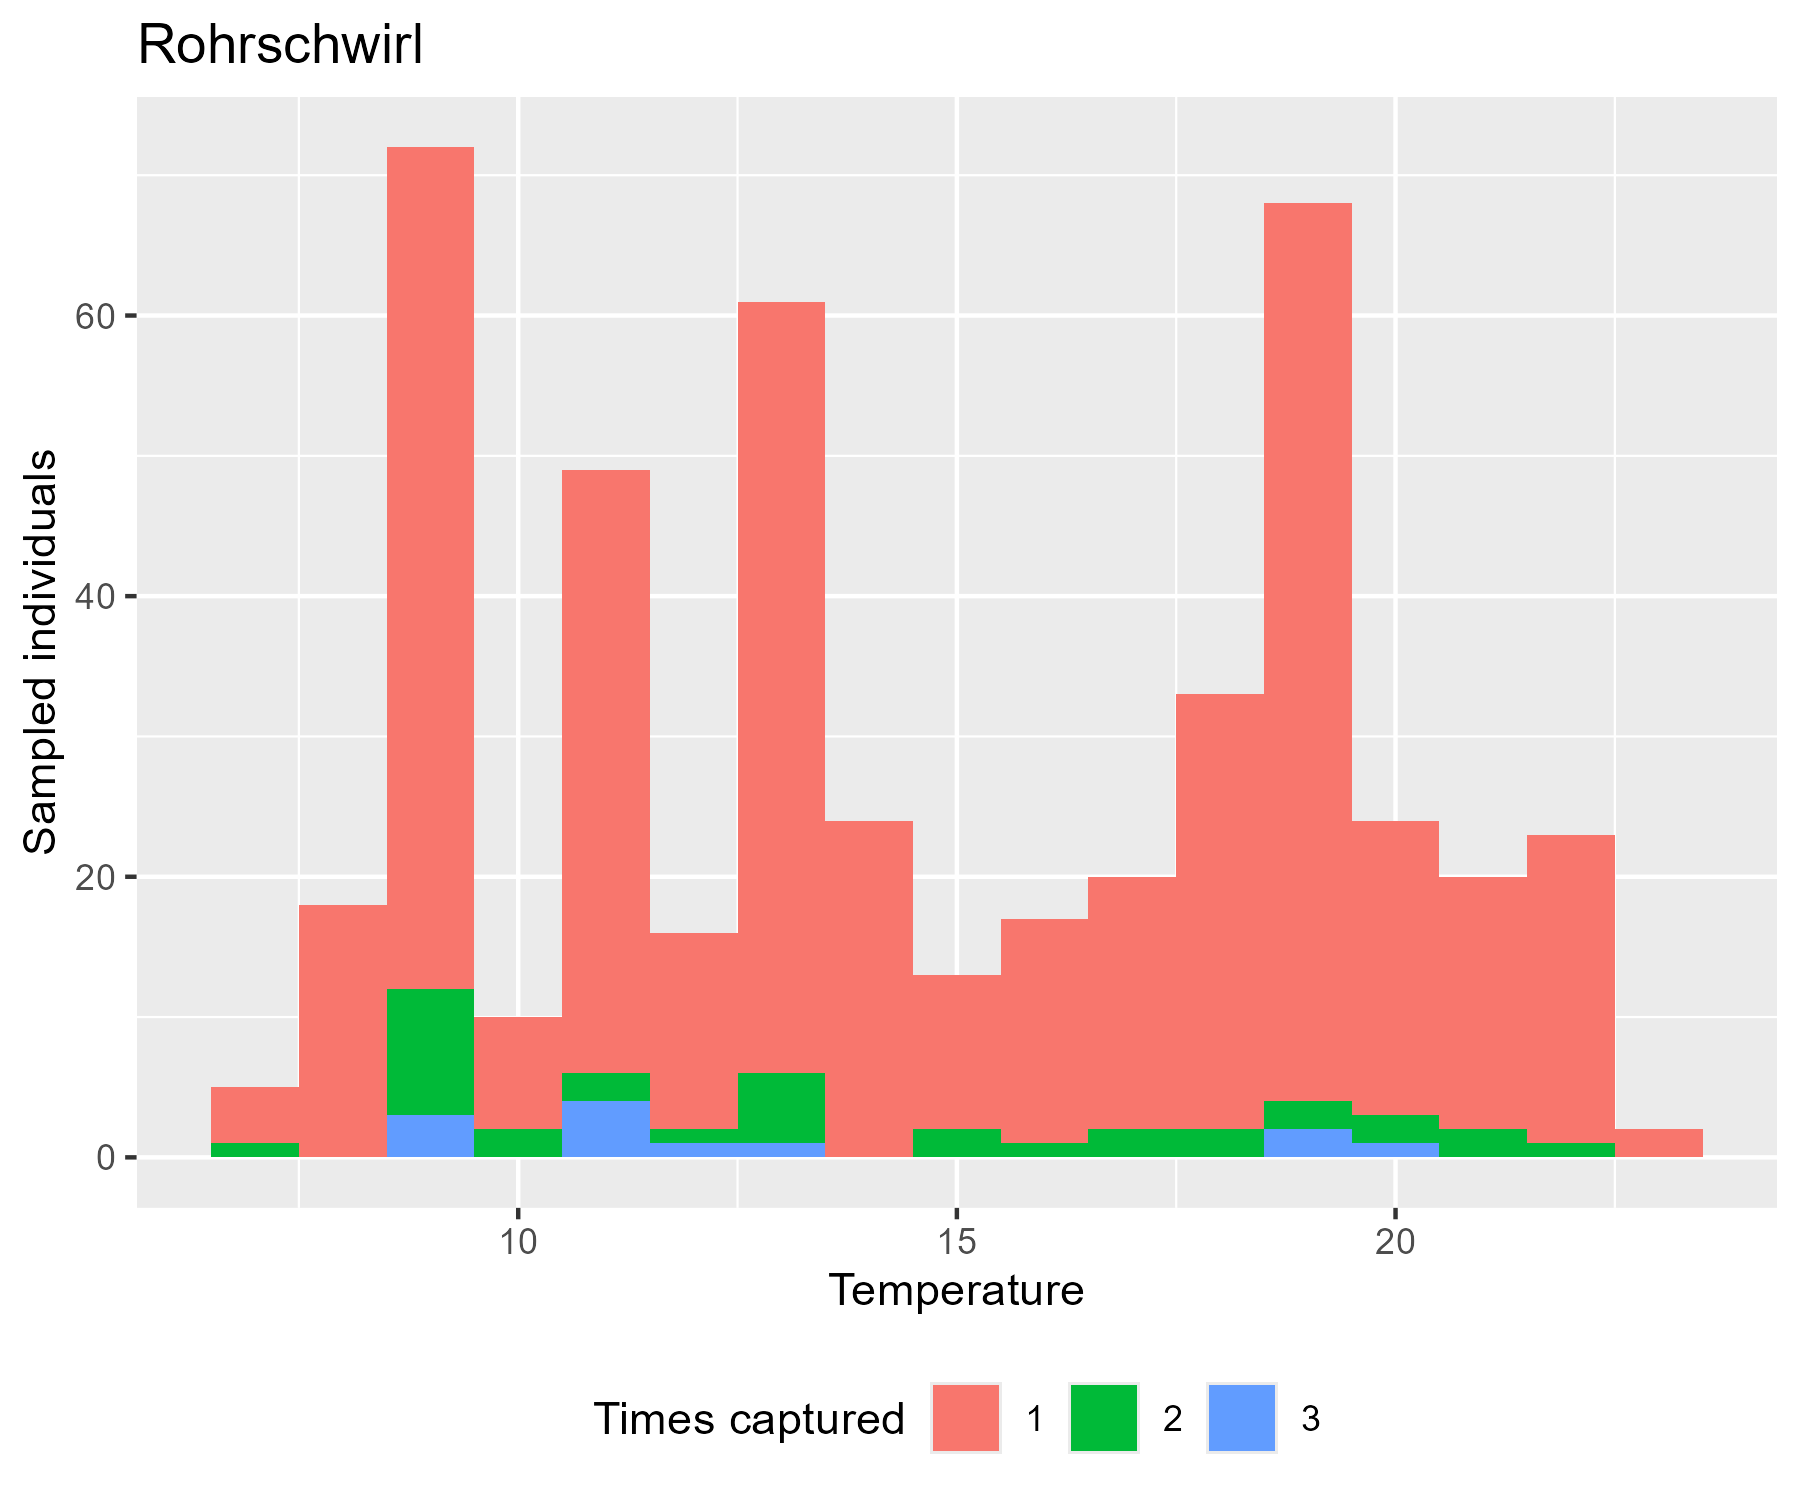 Rohrschwirl
Sampled individuals
60
40
20
0
10 15 20
Temperature
Times captured 1 2 3